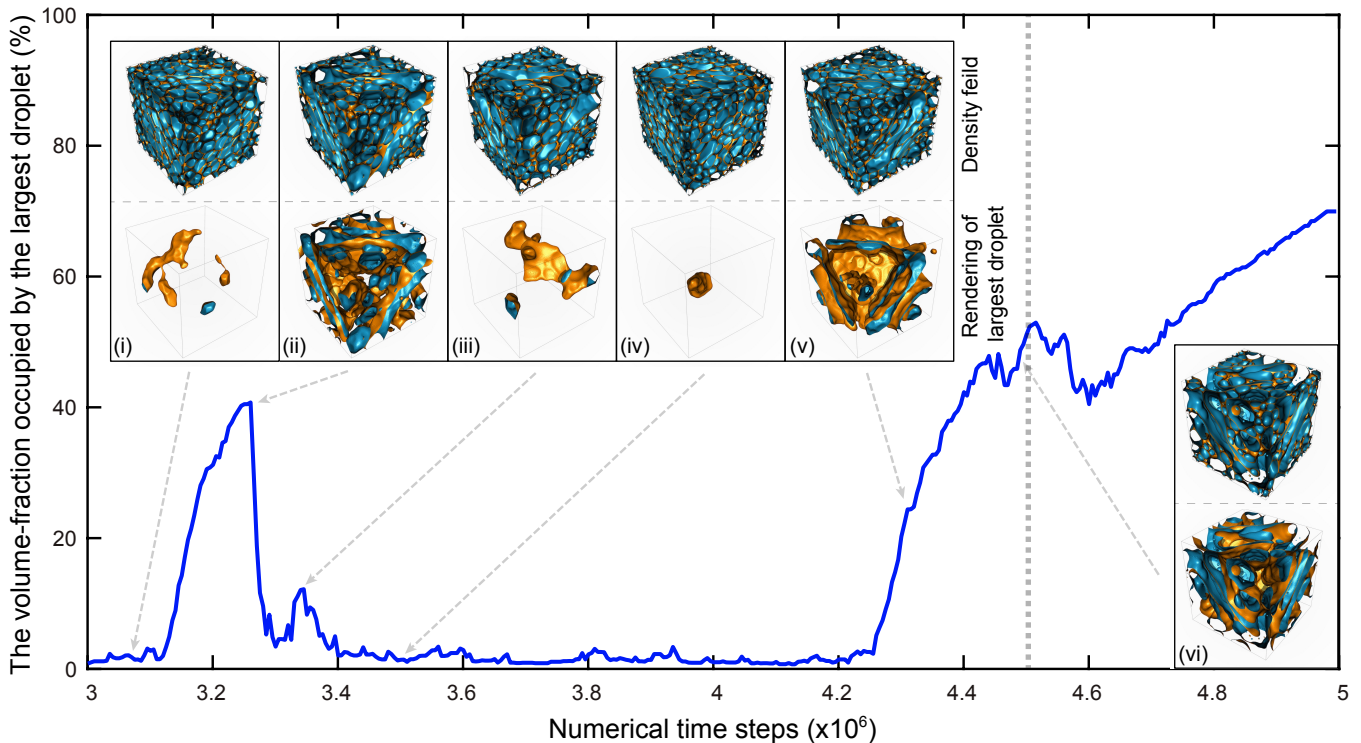 The volume-fraction occupied by the largest droplet (%)
100
80
60
40
20
0
(i)
(ii)
(iii)
(iv)
(v)
Density feild
Rendering of
largest droplet
(vi)
3
3.2
3.4
3.6
3.8
4
4.2
4.4
4.6
4.8
5
Numerical time steps (x10⁶)